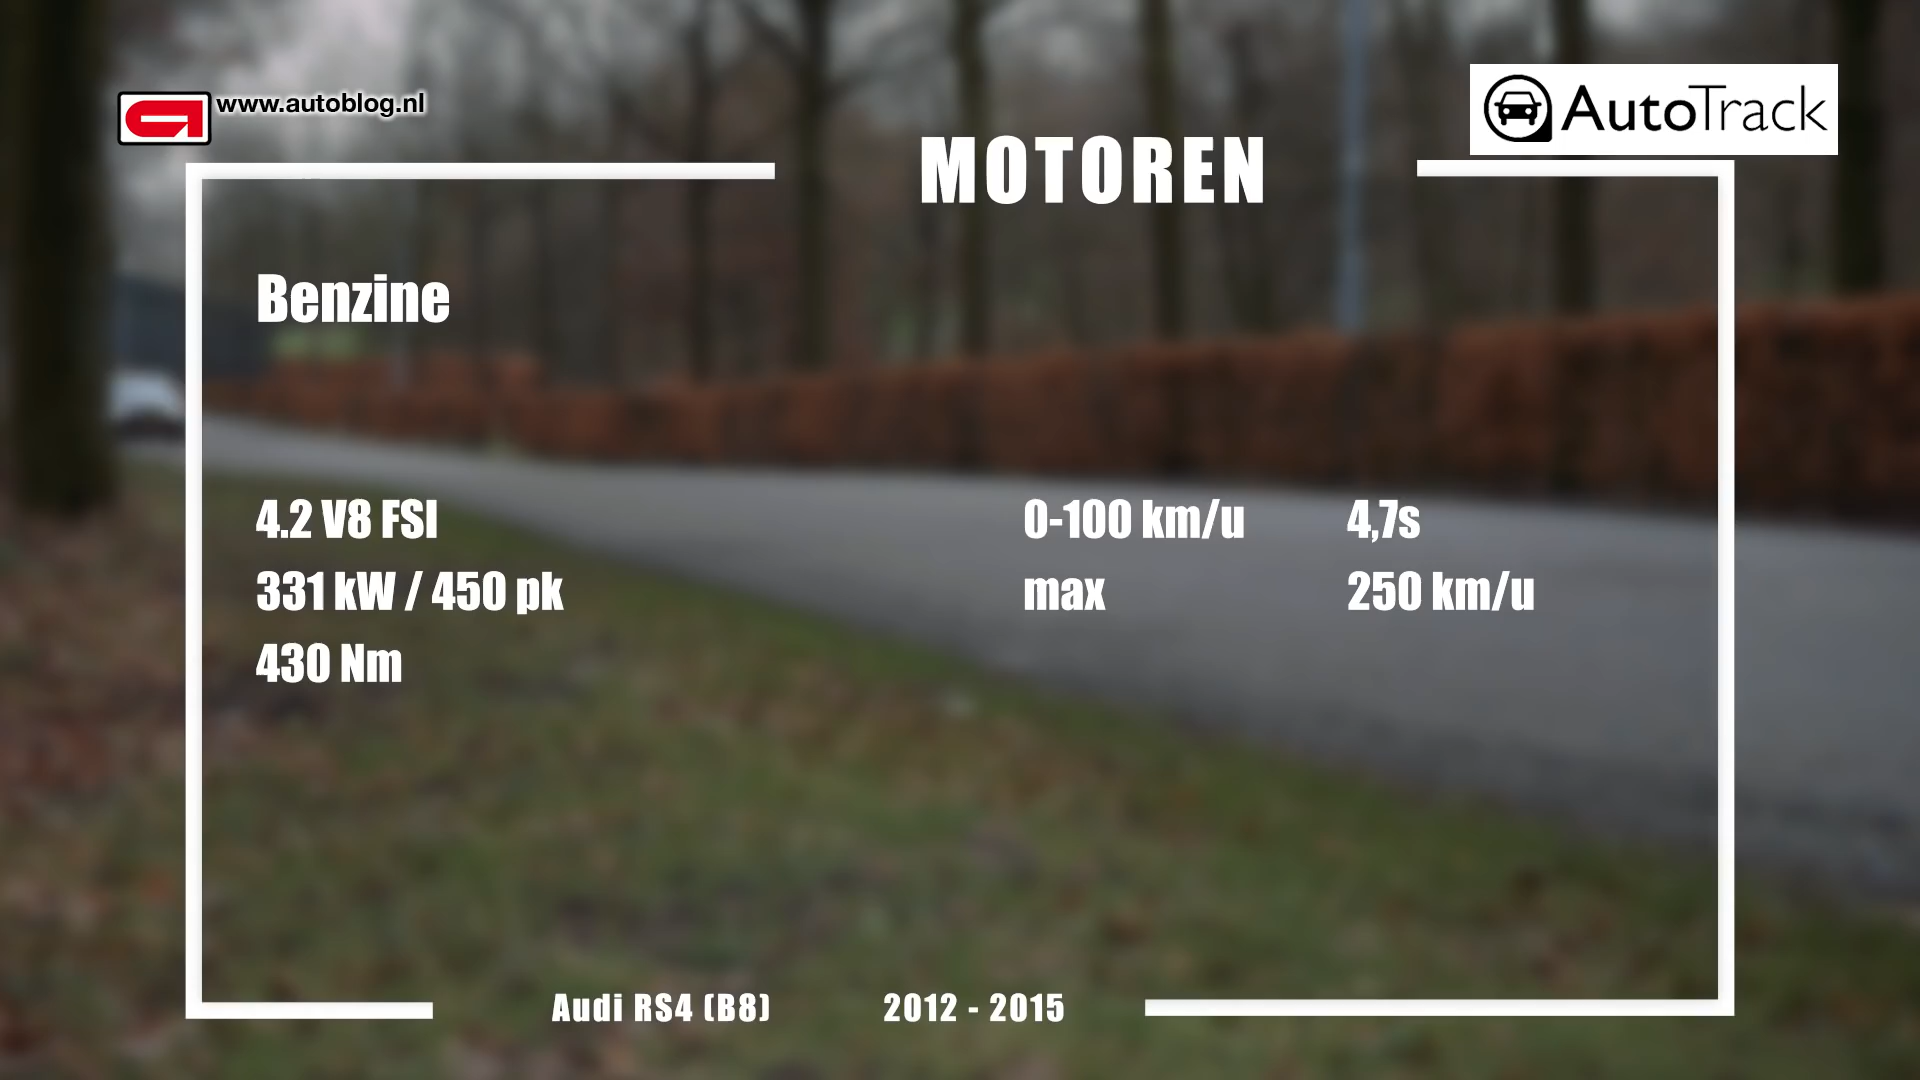 www.autoblog.nl
AutoTrack
MOTOREN
Benzine
4.2 V8 FSI
0-100 km/u 4,7s
331 kW / 450 pk
max 250 km/u
430 Nm
Audi RS4 (B8) 2012 - 2015